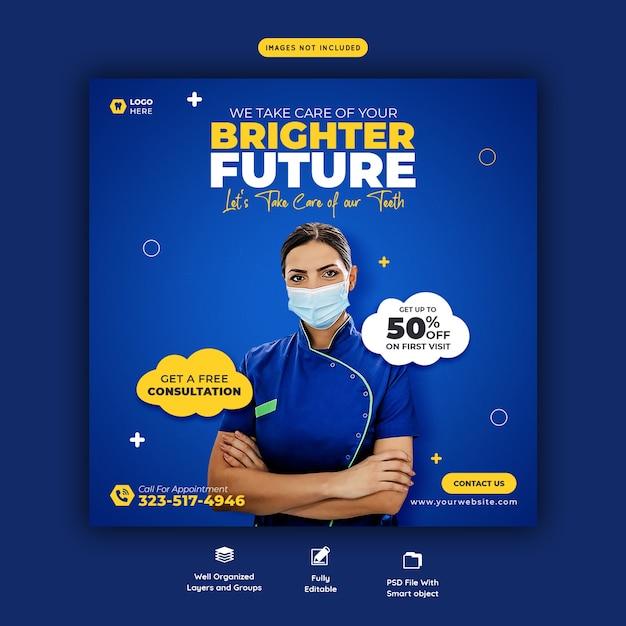 IMAGES NOT INCLUDED
LOGO
HERE
WE TAKE CARE OF YOUR
BRIGHTER
FUTURE
Let's Take Care of our Teeth
GET UP TO
50% OFF
ON FIRST VISIT
GET A FREE
CONSULTATION
Call For Appointment
323-517-4946
CONTACT US
www.yourwebsite.com
Well Organized
Layers and Groups
Fully
Editable
PSD File With
Smart object